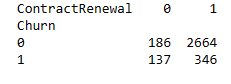 ContractRenewal 0 1
Churn
0 186 2664
1 137 346